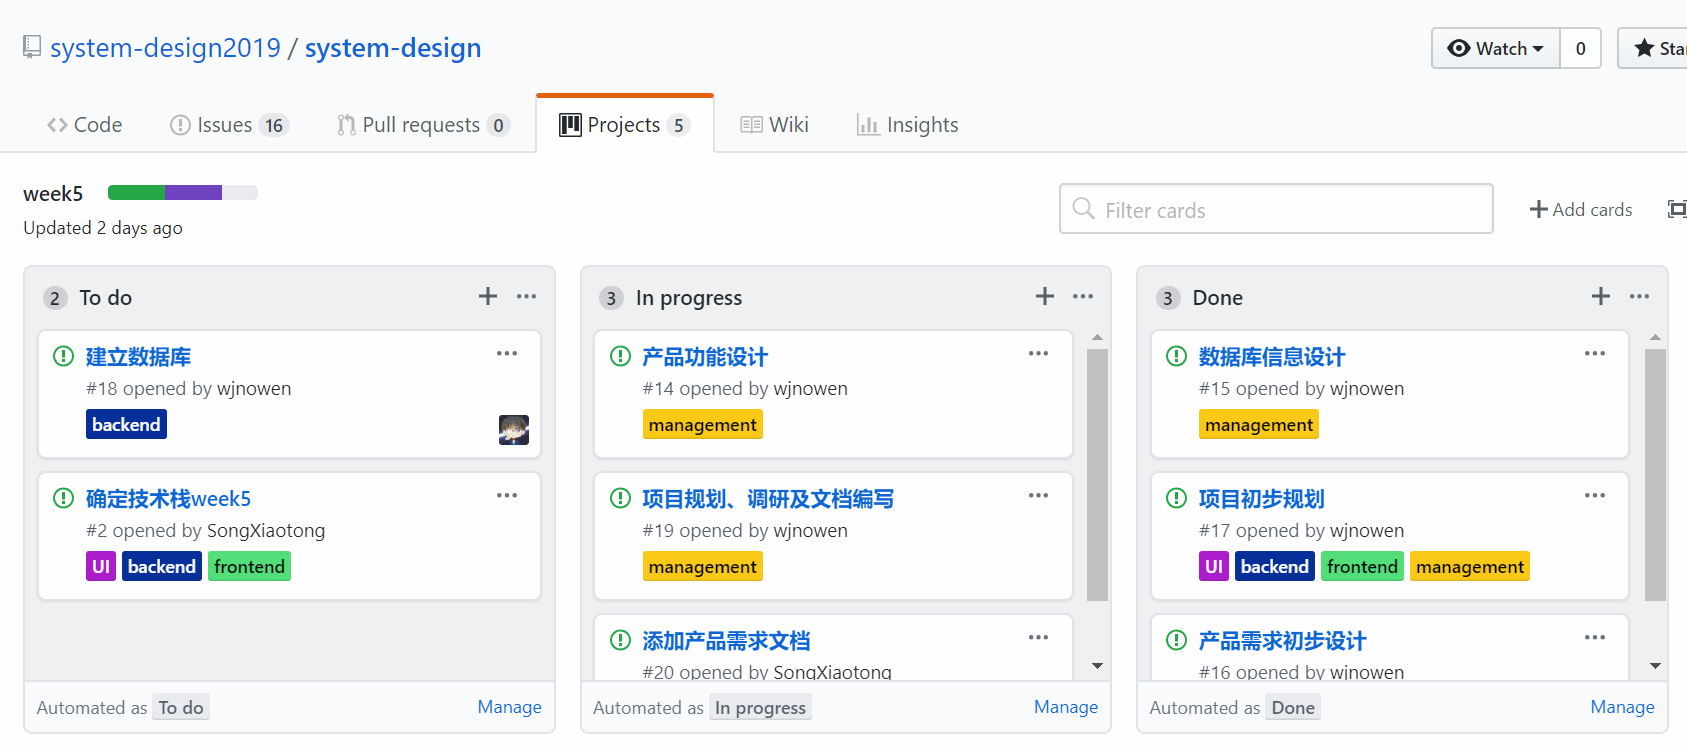 system-design2019 / system-design
Watch 0
Sta
Code
Issues 16
Pull requests 0
Projects 5
Wiki
Insights
week5
Updated 2 days ago
Filter cards
Add cards
2 To do
建立数据库
#18 opened by wjnowen
backend
确定技术栈week5
#2 opened by SongXiaotong
UI backend frontend
Automated as To do
Manage
3 In progress
产品功能设计
#14 opened by wjnowen
management
项目规划、调研及文档编写
#19 opened by wjnowen
management
添加产品需求文档
#20 opened by SongXiaotong
Automated as In progress
Manage
3 Done
数据库信息设计
#15 opened by wjnowen
management
项目初步规划
#17 opened by wjnowen
UI backend frontend management
产品需求初步设计
#16 opened by wjnowen
Automated as Done
Manage